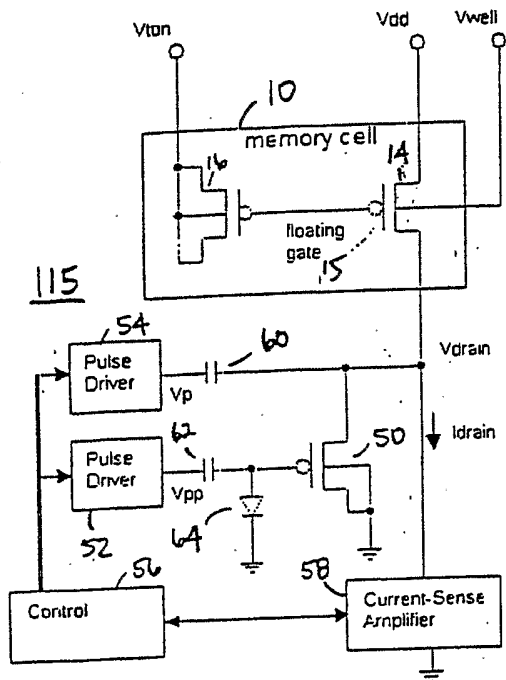 Vtun
Vdd
Vwell
10
memory cell
16
14
floating
gate
15
115
54
60
Pulse
Driver
Vp
Vdrain
Idrain
62
50
Pulse
Driver
Vpp
52
64
56
58
Control
Current-Sense
Amplifier